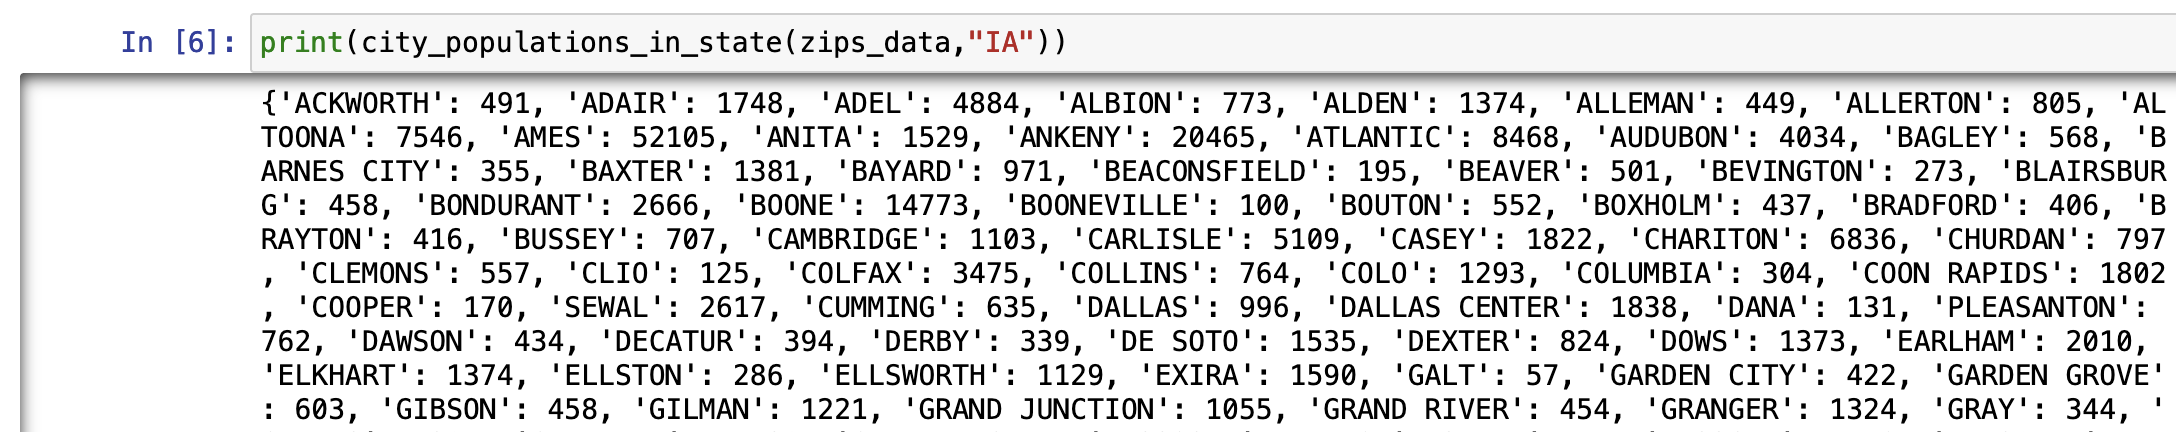 In [6]: print(city_populations_in_state(zips_data,"IA"))
{'ACKWORTH': 491, 'ADAIR': 1748, 'ADEL': 4884, 'ALBION': 773, 'ALDEN': 1374, 'ALLEMAN': 449, 'ALLERTON': 805, 'AL
TOONA': 7546, 'AMES': 52105, 'ANITA': 1529, 'ANKENY': 20465, 'ATLANTIC': 8468, 'AUDUBON': 4034, 'BAGLEY': 568, 'B
ARNES CITY': 355, 'BAXTER': 1381, 'BAYARD': 971, 'BEACONSFIELD': 195, 'BEAVER': 501, 'BEVINGTON': 273, 'BLAIRSBUR
G': 458, 'BONDURANT': 2666, 'BOONE': 14773, 'BOONEVILLE': 100, 'BOUTON': 552, 'BOXHOLM': 437, 'BRADFORD': 406, 'B
RAYTON': 416, 'BUSSEY': 707, 'CAMBRIDGE': 1103, 'CARLISLE': 5109, 'CASEY': 1822, 'CHARITON': 6836, 'CHURDAN': 797
, 'CLEMONS': 557, 'CLIO': 125, 'COLFAX': 3475, 'COLLINS': 764, 'COLO': 1293, 'COLUMBIA': 304, 'COON RAPIDS': 1802
, 'COOPER': 170, 'SEWAL': 2617, 'CUMMING': 635, 'DALLAS': 996, 'DALLAS CENTER': 1838, 'DANA': 131, 'PLEASANTON':
762, 'DAWSON': 434, 'DECATUR': 394, 'DERBY': 339, 'DE SOTO': 1535, 'DEXTER': 824, 'DOWS': 1373, 'EARLHAM': 2010,
'ELKHART': 1374, 'ELLSTON': 286, 'ELLSWORTH': 1129, 'EXIRA': 1590, 'GALT': 57, 'GARDEN CITY': 422, 'GARDEN GROVE'
: 603, 'GIBSON': 458, 'GILMAN': 1221, 'GRAND JUNCTION': 1055, 'GRAND RIVER': 454, 'GRANGER': 1324, 'GRAY': 344, '